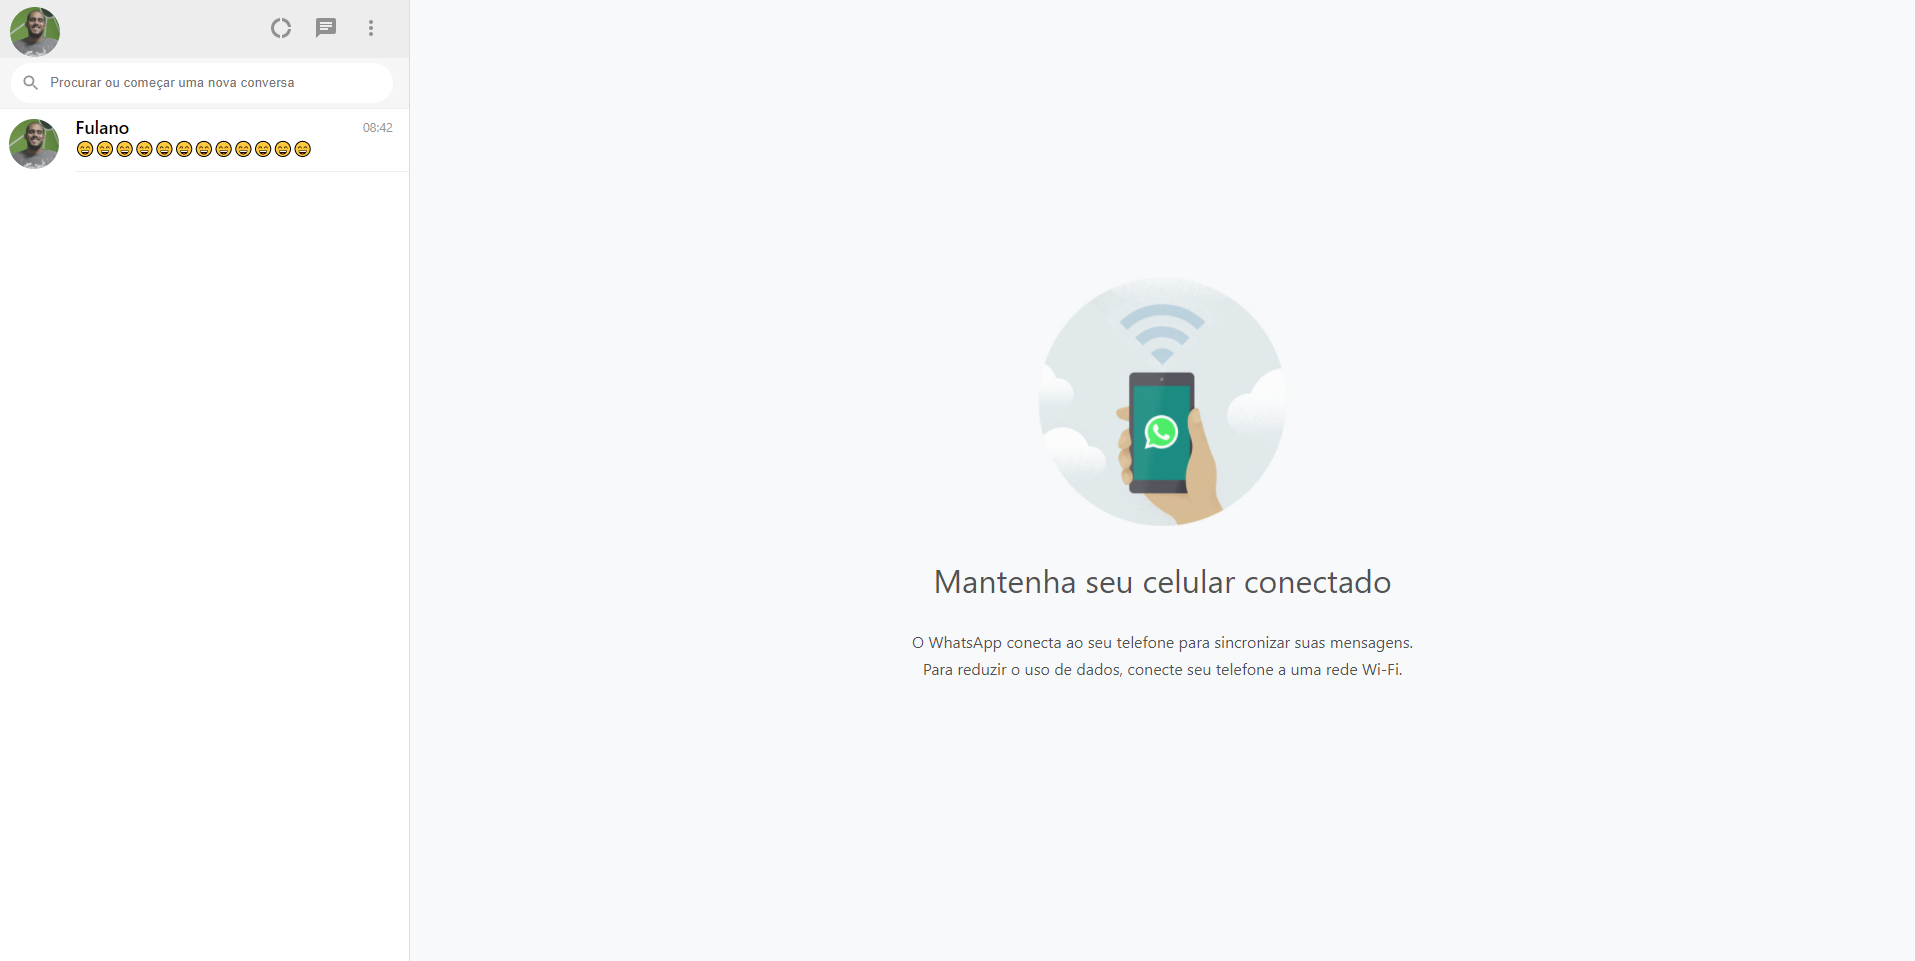 Procurar ou começar uma nova conversa
Fulano
08:42
😄😄😄😄😄😄😄😄😄😄😄😄
Mantenha seu celular conectado
O WhatsApp conecta ao seu telefone para sincronizar suas mensagens.
Para reduzir o uso de dados, conecte seu telefone a uma rede Wi-Fi.